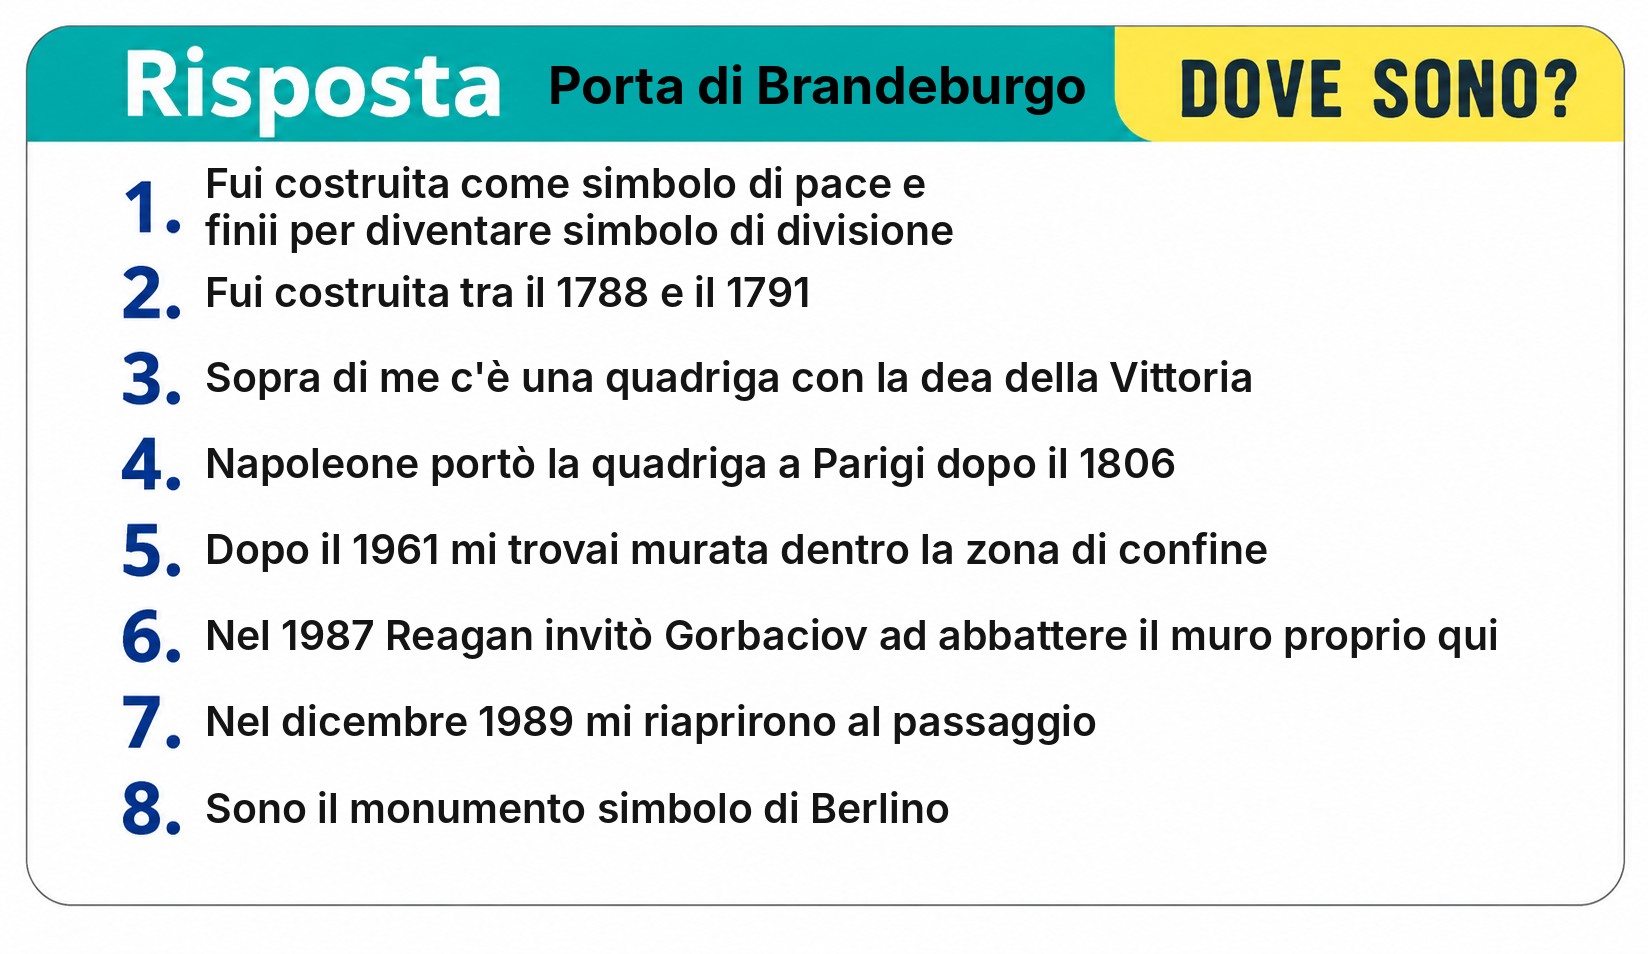 Risposta Porta di Brandeburgo DOVE SONO?
1. Fui costruita come simbolo di pace e
finii per diventare simbolo di divisione
2. Fui costruita tra il 1788 e il 1791
3. Sopra di me c'è una quadriga con la dea della Vittoria
4. Napoleone portò la quadriga a Parigi dopo il 1806
5. Dopo il 1961 mi trovai murata dentro la zona di confine
6. Nel 1987 Reagan invitò Gorbaciov ad abbattere il muro proprio qui
7. Nel dicembre 1989 mi riaprirono al passaggio
8. Sono il monumento simbolo di Berlino